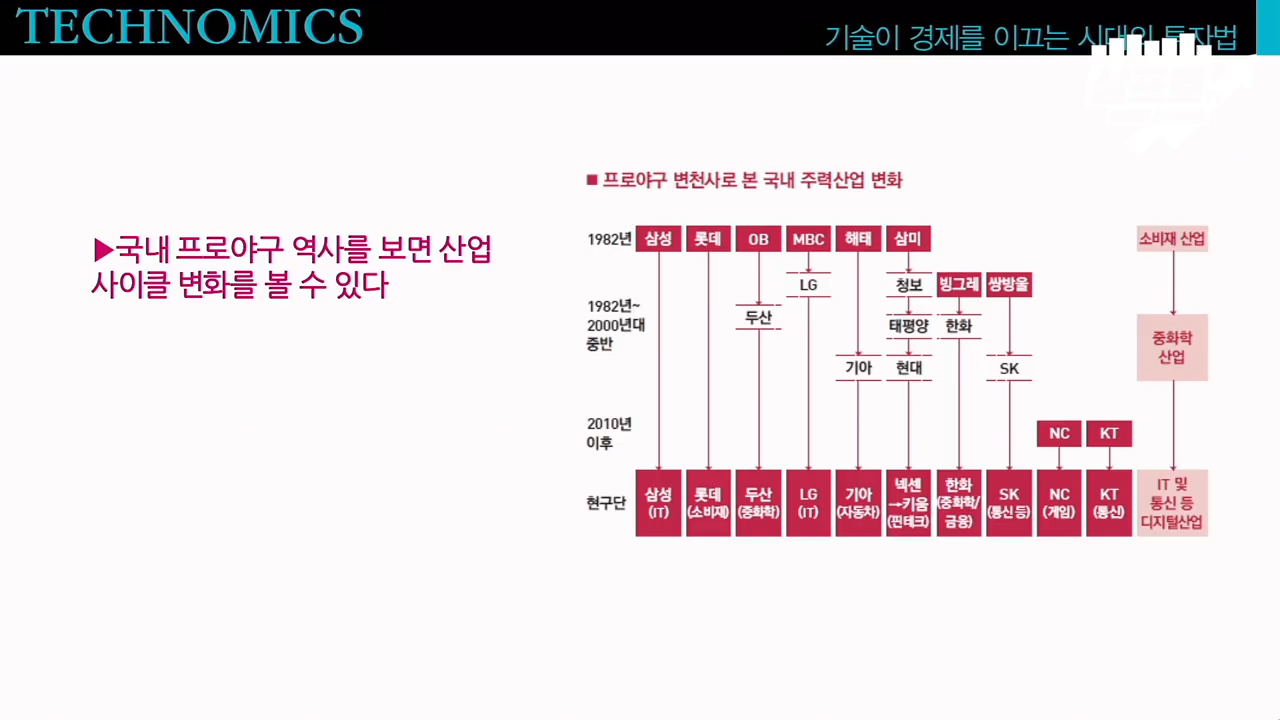 TECHNOMICS
기술이 경제를 이끄는 시대의 투자법
▶국내 프로야구 역사를 보면 산업
사이클 변화를 볼 수 있다
■ 프로야구 변천사로 본 국내 주력산업 변화
1982년 삼성 롯데 OB MBC 해태 삼미 소비재 산업
LG 청보 빙그레 쌍방울
1982년~
2000년대
중반
두산 태평양 한화
기아 현대 SK
중화학
산업
2010년
이후
NC KT
현구단
삼성
(IT)
롯데
(소비재)
두산
(중화학)
LG
(IT)
기아
(자동차)
넥센
→키움
(핀테크)
한화
(중화학/
금융)
SK
(통신 등)
NC
(게임)
KT
(통신)
IT 및
통신 등
디지털산업